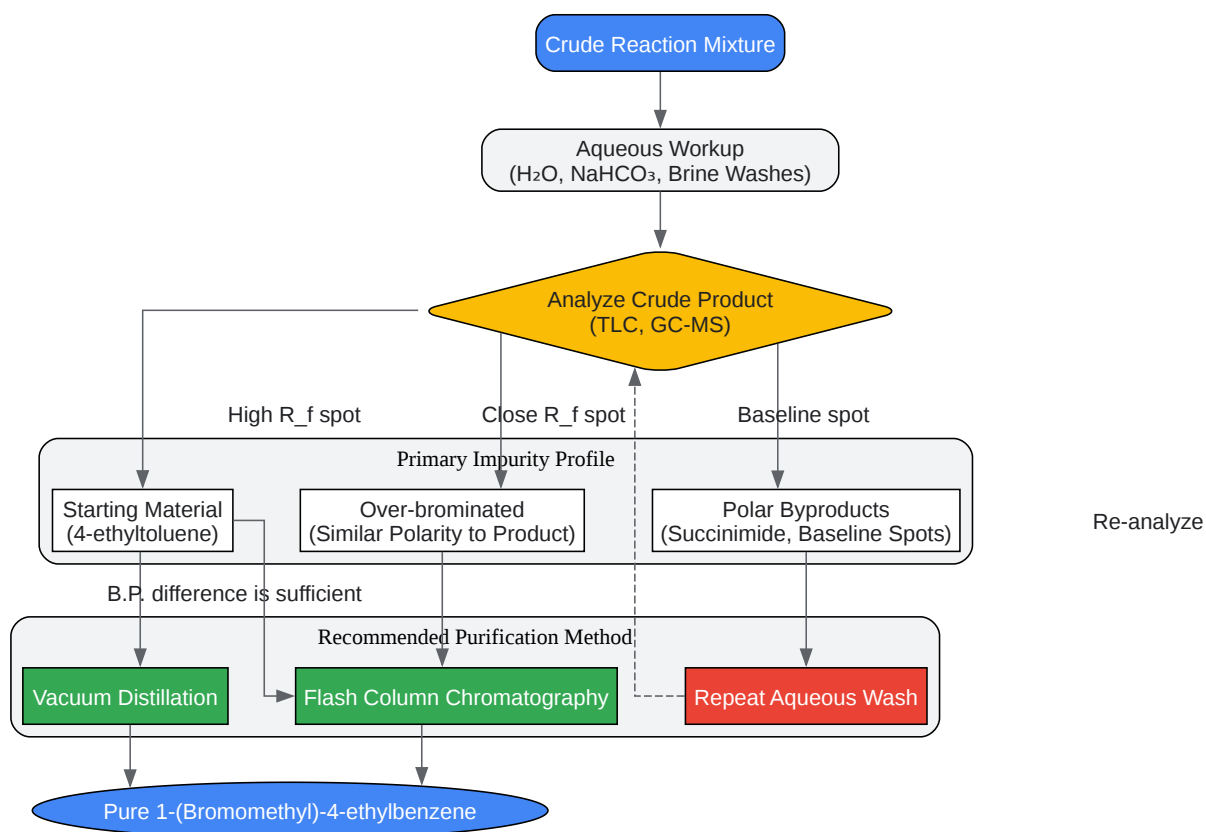 Crude Reaction Mixture
Aqueous Workup
(H₂O, NaHCO₃, Brine Washes)
Analyze Crude Product
(TLC, GC-MS)
High R_f spot
Close R_f spot
Baseline spot
Primary Impurity Profile
Starting Material
(4-ethyltoluene)
Over-brominated
(Similar Polarity to Product)
Polar Byproducts
(Succinimide, Baseline Spots)
Re-analyze
B.P. difference is sufficient
Recommended Purification Method
Vacuum Distillation
Flash Column Chromatography
Repeat Aqueous Wash
Pure 1-(Bromomethyl)-4-ethylbenzene